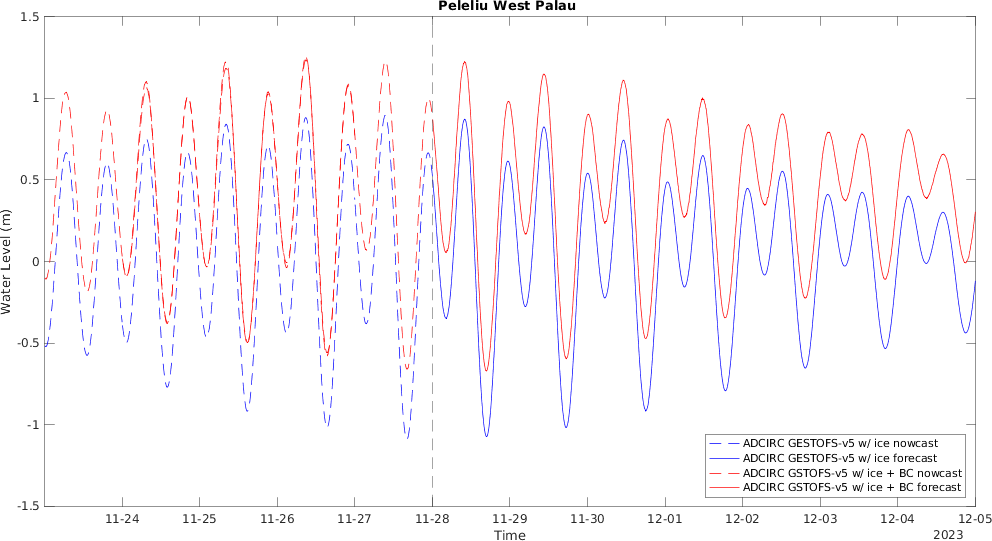 Peleliu West Palau
1.5
1
0.5
0
-0.5
-1
-1.5
Water Level (m)
ADCIRC GESTOFS-v5 w/ ice nowcast
ADCIRC GESTOFS-v5 w/ ice forecast
ADCIRC GSTOFS-v5 w/ ice + BC nowcast
ADCIRC GSTOFS-v5 w/ ice + BC forecast
11-24 11-25 11-26 11-27 11-28 11-29 11-30 12-01 12-02 12-03 12-04 12-05
Time
2023